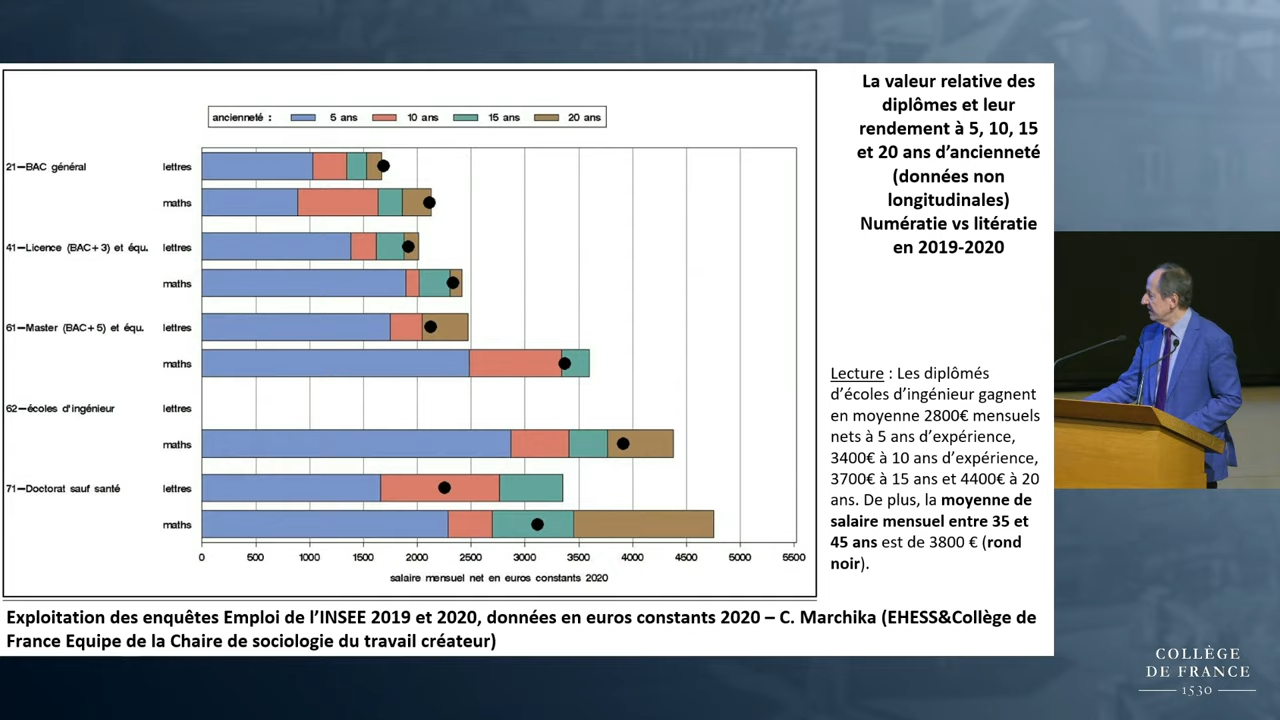 ancienneté : 5 ans 10 ans 15 ans 20 ans
21—BAC général lettres
maths
41—Licence (BAC+3) et équ. lettres
maths
61—Master (BAC+5) et équ. lettres
maths
62—écoles d'ingénieur lettres
maths
71—Doctorat sauf santé lettres
maths
0 500 1000 1500 2000 2500 3000 3500 4000 4500 5000 5500
salaire mensuel net en euros constants 2020
La valeur relative des
diplômes et leur
rendement à 5, 10, 15
et 20 ans d'ancienneté
(données non
longitudinales)
Numératie vs litératie
en 2019-2020
Lecture : Les diplômés
d'écoles d'ingénieur gagnent
en moyenne 2800€ mensuels
nets à 5 ans d'expérience,
3400€ à 10 ans d'expérience,
3700€ à 15 ans et 4400€ à 20
ans. De plus, la moyenne de
salaire mensuel entre 35 et
45 ans est de 3800 € (rond
noir).
Exploitation des enquêtes Emploi de l'INSEE 2019 et 2020, données en euros constants 2020 – C. Marchika (EHESS&Collège de
France Equipe de la Chaire de sociologie du travail créateur)
COLLÈGE
DE FRANCE
1530